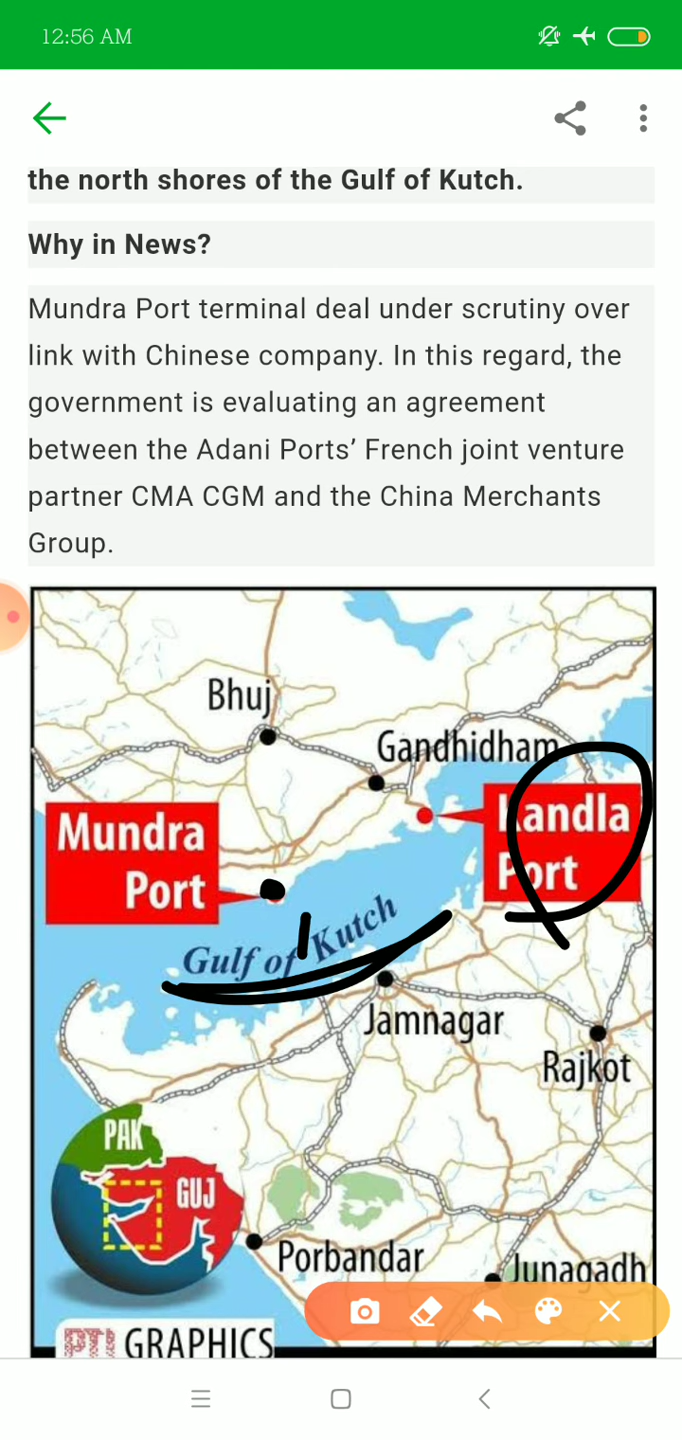 12:56 AM
the north shores of the Gulf of Kutch.
Why in News?
Mundra Port terminal deal under scrutiny over
link with Chinese company. In this regard, the
government is evaluating an agreement
between the Adani Ports’ French joint venture
partner CMA CGM and the China Merchants
Group.
Bhuj
Gandhidham
Kandla
Port
Mundra
Port
Gulf of Kutch
Jamnagar
Rajkot
PAK
GUJ
Porbandar
Junagadh
PTI GRAPHICS